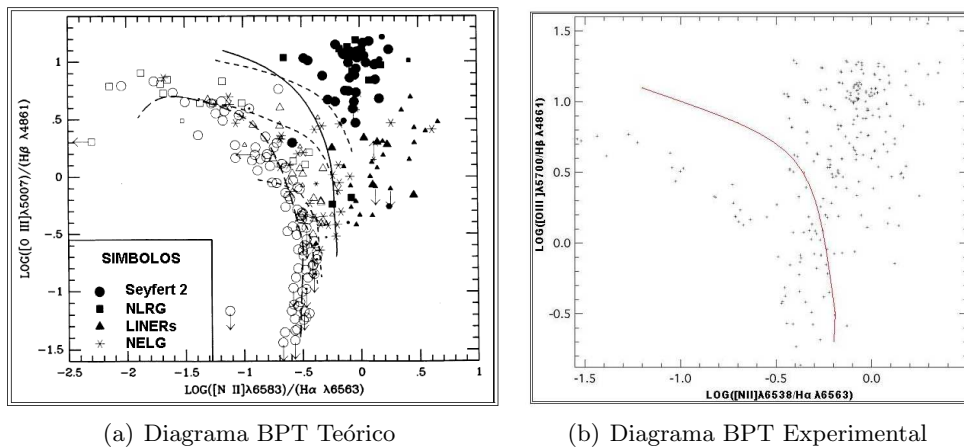 LOG([O III]λ5007)/(Hβ λ4861)
1
.5
0
-.5
-1
-1.5
SIMBOLOS
Seyfert 2
NLRG
LINERs
NELG
-2.5 -2 -1.5 -1 -.5 0 .5 1
LOG([N II]λ6583)/(Hα λ6563)
(a) Diagrama BPT Teórico
LOG([OIII]λ5700/Hβ λ4861)
1.5
1.0
0.5
0.0
-0.5
-1.5 -1.0 -0.5 0.0
LOG([NII]λ6538/Hα λ6563)
(b) Diagrama BPT Experimental